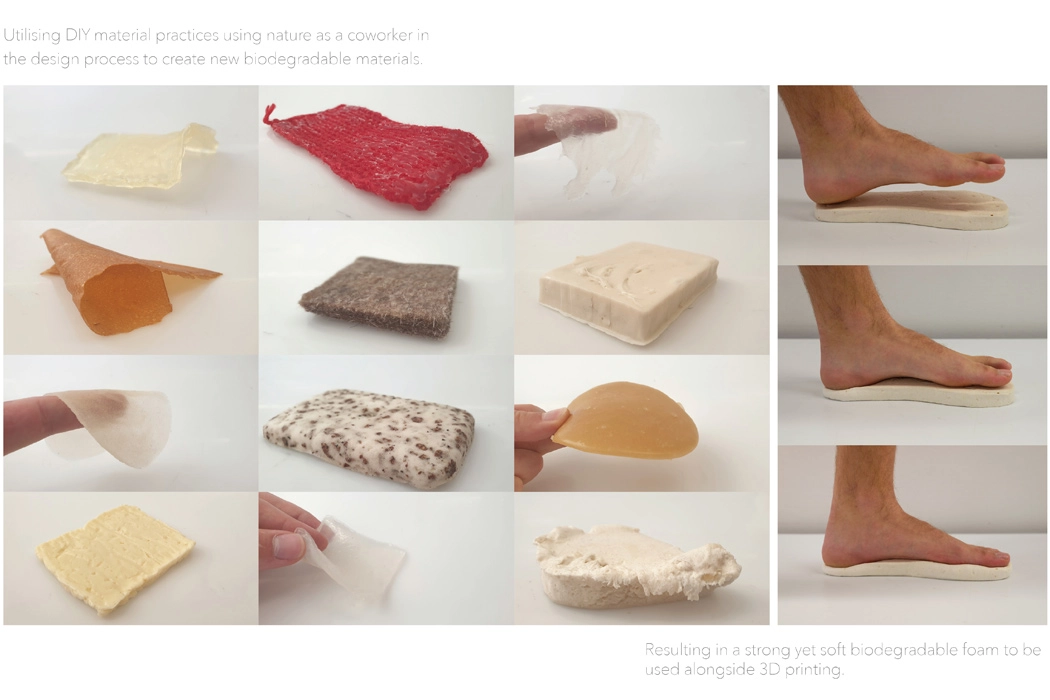 Utilising DIY material practices using nature as a coworker in
the design process to create new biodegradable materials.
Resulting in a strong yet soft biodegradable foam to be
used alongside 3D printing.